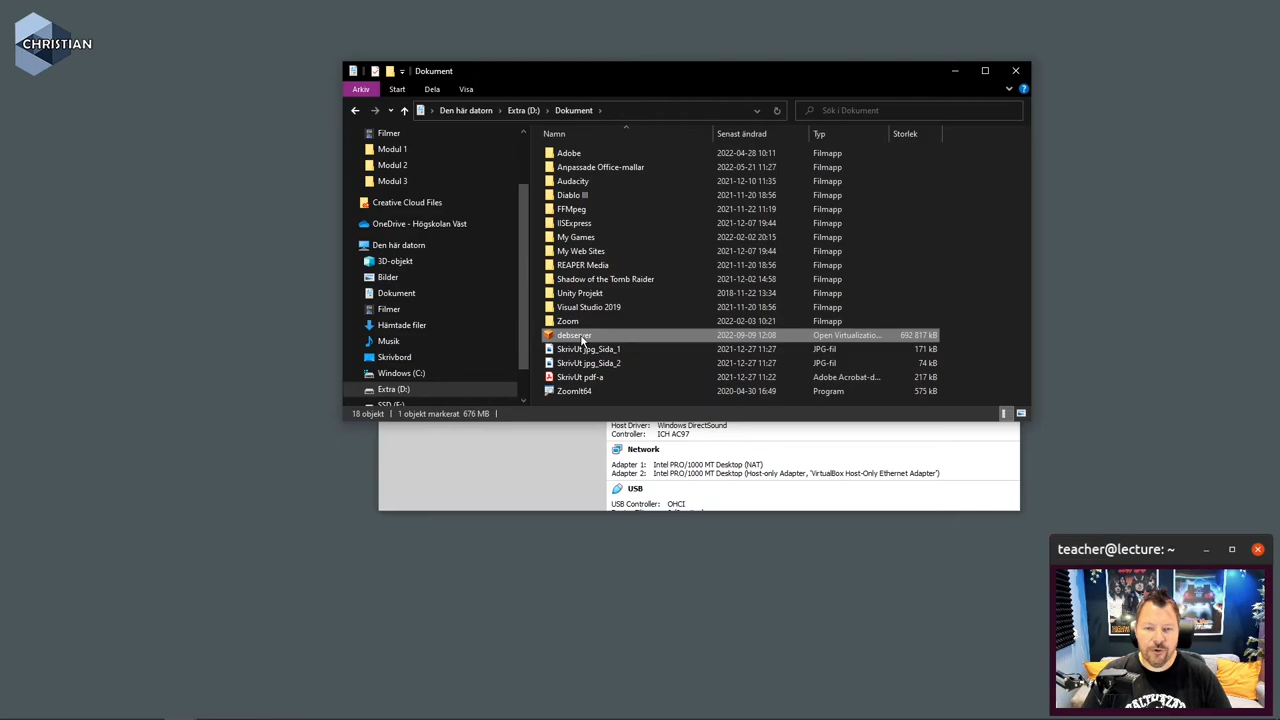 CHRISTIAN
Dokument
Arkiv Start Dela Visa
Den här datorn Extra (D:) Dokument
Sök i Dokument
Filmer
Modul 1
Modul 2
Modul 3
Creative Cloud Files
OneDrive - Högskolan Väst
Den här datorn
3D-objekt
Bilder
Dokument
Filmer
Hämtade filer
Musik
Skrivbord
Windows (C:)
Extra (D:)
SSD (E:)
Namn Senast ändrad Typ Storlek
Adobe 2022-04-28 10:11 Filmapp
Anpassade Office-mallar 2022-05-21 11:27 Filmapp
Audacity 2021-12-10 11:35 Filmapp
Diablo III 2021-11-20 18:56 Filmapp
FFMpeg 2021-11-22 11:19 Filmapp
IISExpress 2021-12-07 19:44 Filmapp
My Games 2022-02-02 20:15 Filmapp
My Web Sites 2021-12-07 19:44 Filmapp
REAPER Media 2021-11-20 18:56 Filmapp
Shadow of the Tomb Raider 2021-12-02 14:58 Filmapp
Unity Projekt 2018-11-22 13:34 Filmapp
Visual Studio 2019 2021-11-20 18:56 Filmapp
Zoom 2022-02-03 10:21 Filmapp
debserver 2022-09-09 12:08 Open Virtualizatio... 692 817 kB
SkrivUt jpg_Sida_1 2021-12-27 11:27 JPG-fil 171 kB
SkrivUt jpg_Sida_2 2021-12-27 11:27 JPG-fil 74 kB
SkrivUt pdf-a 2021-12-27 11:22 Adobe Acrobat-d... 217 kB
ZoomIt64 2020-04-30 16:49 Program 575 kB
18 objekt 1 objekt markerat 676 MB
Host Driver: Windows DirectSound
Controller: ICH AC97
Network
Adapter 1: Intel PRO/1000 MT Desktop (NAT)
Adapter 2: Intel PRO/1000 MT Desktop (Host-only Adapter, 'VirtualBox Host-Only Ethernet Adapter')
USB
USB Controller: OHCI
teacher@lecture: ~